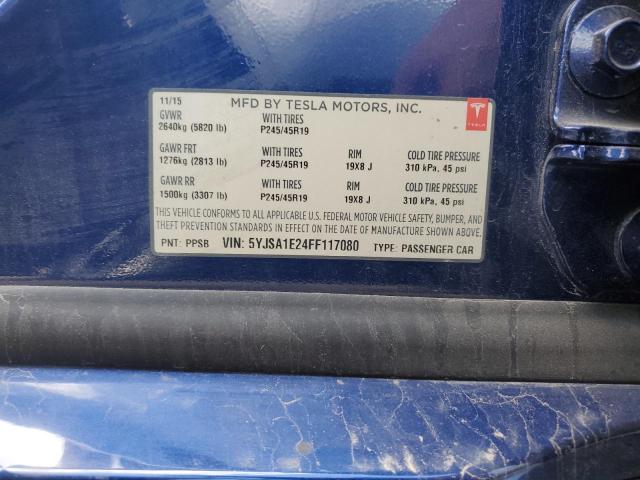 11/15 MFD BY TESLA MOTORS, INC.
TESLA
GVWR WITH TIRES
2640kg (5820 lb) P245/45R19
GAWR FRT WITH TIRES RIM COLD TIRE PRESSURE
1276kg (2813 lb) P245/45R19 19X8 J 310 kPa, 45 psi
GAWR RR WITH TIRES RIM COLD TIRE PRESSURE
1500kg (3307 lb) P245/45R19 19X8 J 310 kPa, 45 psi
THIS VEHICLE CONFORMS TO ALL APPLICABLE U.S. FEDERAL MOTOR VEHICLE SAFETY, BUMPER, AND
THEFT PREVENTION STANDARDS IN EFFECT ON THE DATE OF MANUFACTURE SHOWN ABOVE.
PNT: PPSB VIN: 5YJSA1E24FF117080 TYPE: PASSENGER CAR